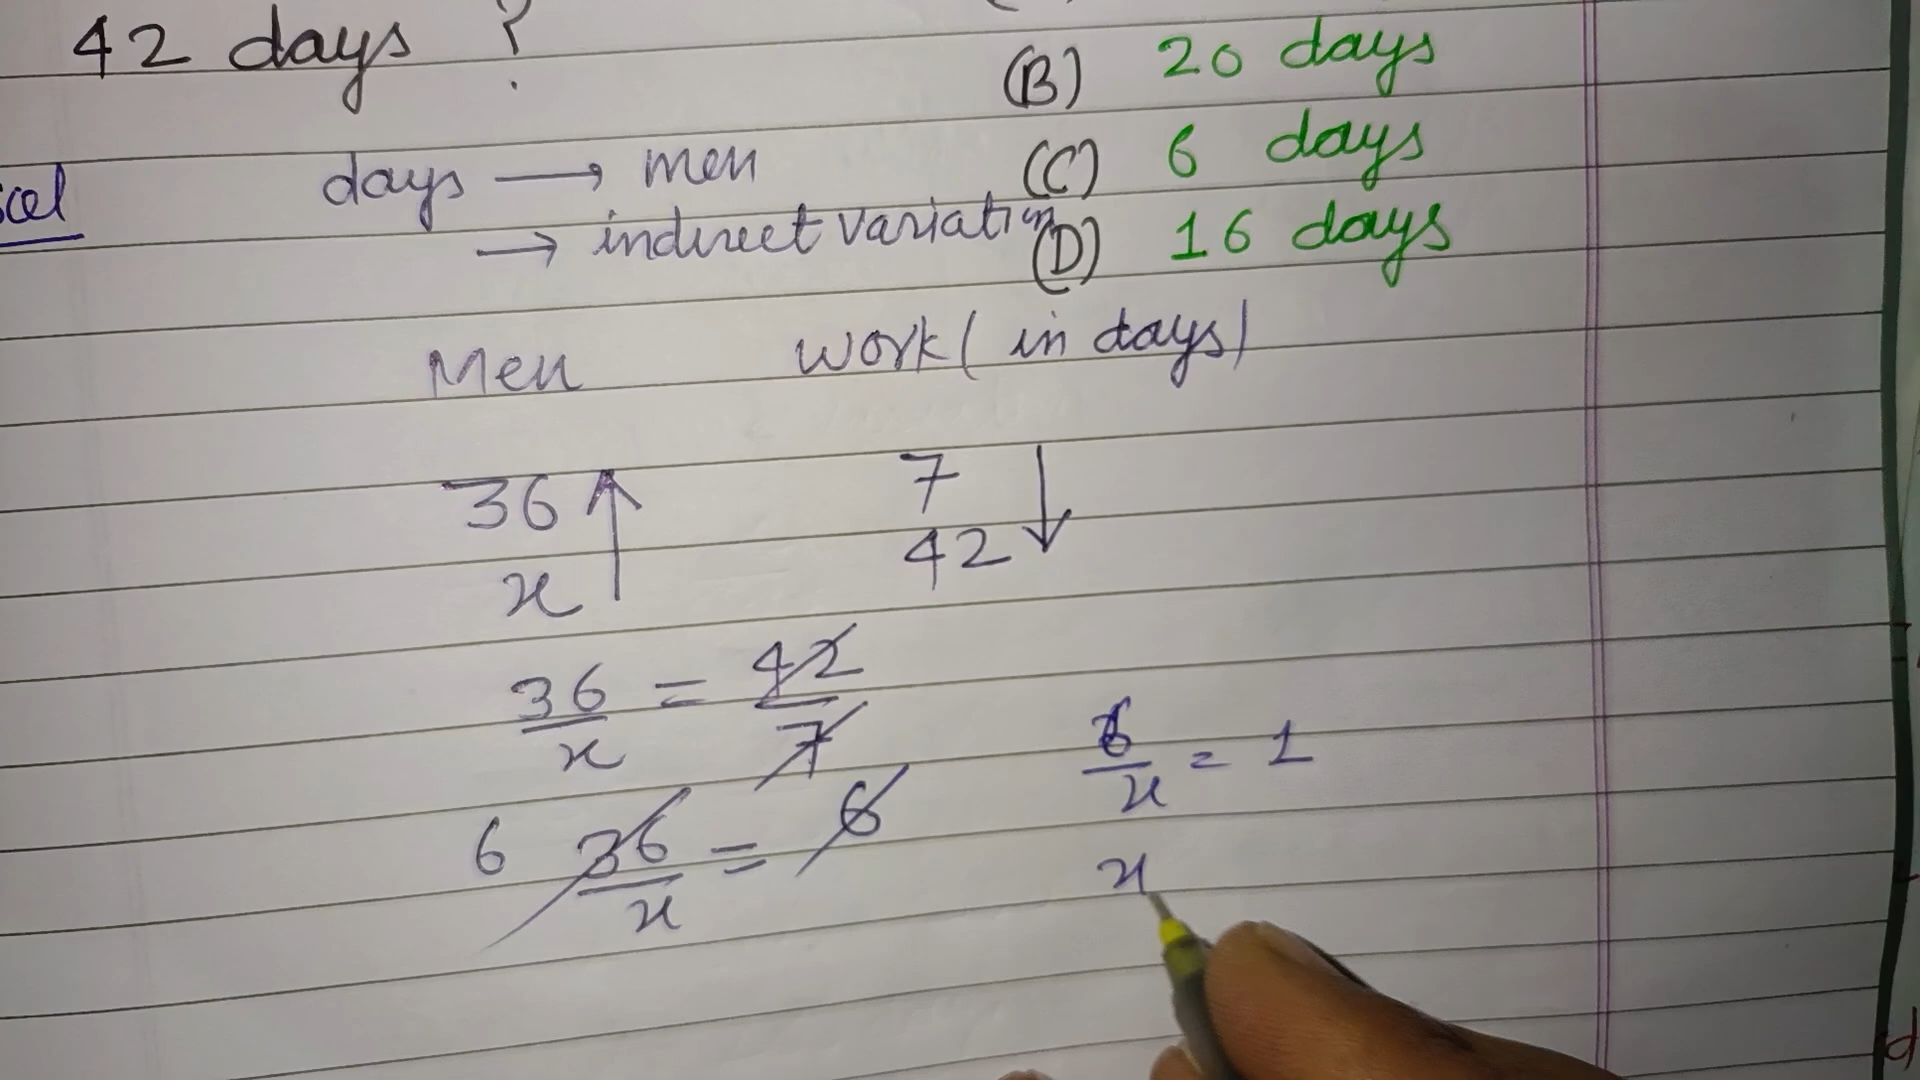 42 days ?
(B) 20 days
days → men
(C) 6 days
→ indirect variation
(D) 16 days
Men work (in days)
36 ↑ 7 ↓
x 42
36/x = 42/7
6/x = 1
6 36/x = 6
x